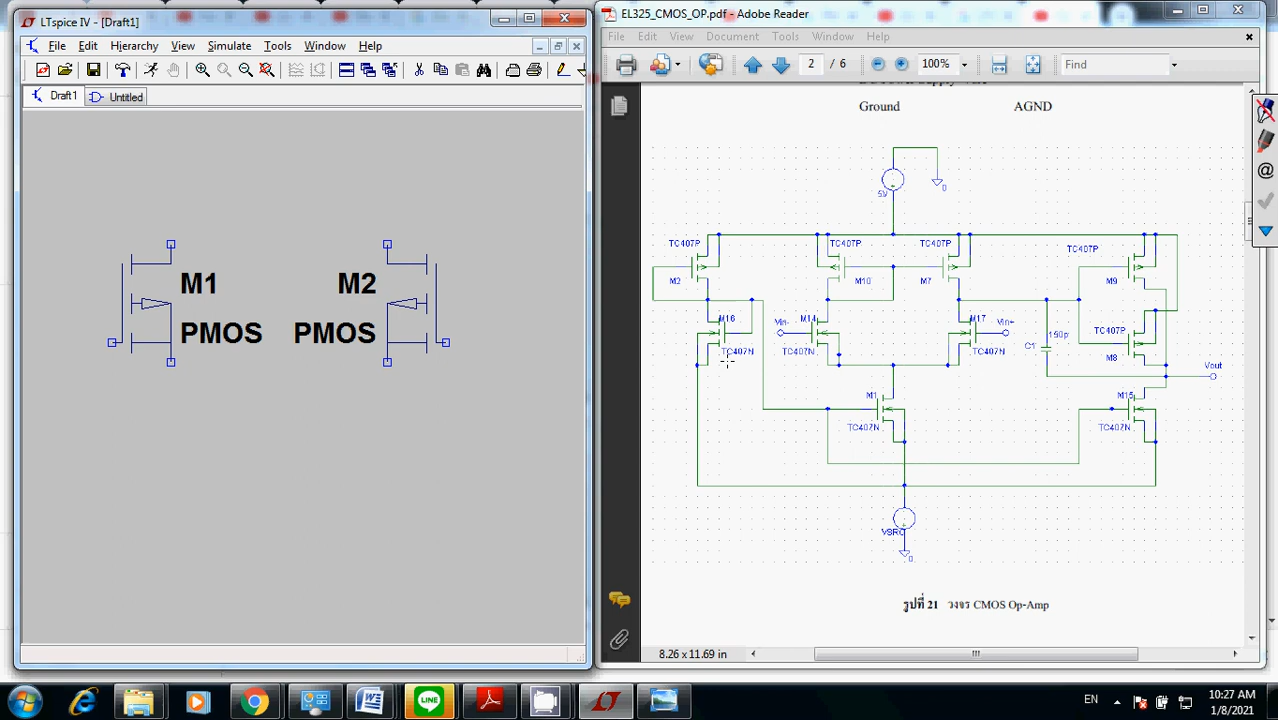 LTspice IV - [Draft1]
File Edit Hierarchy View Simulate Tools Window Help
Draft1 Untitled
M1
PMOS
M2
PMOS
EL325_CMOS_OP.pdf - Adobe Reader
File Edit View Document Tools Window Help
2 / 6 100% Find
Ground AGND
5V
0
TC407P TC407P TC407P TC407P
M2 M10 M7 M9
M16 Vin- M14 M17 Vin+
TC407N TC407N TC407N
C1 150p
TC407P
M8
Vout
M1
TC407N
M15
TC407N
VSRC
0
รูปที่ 21 วงจร CMOS Op-Amp
8.26 x 11.69 in
EN
10:27 AM
1/8/2021
LINE